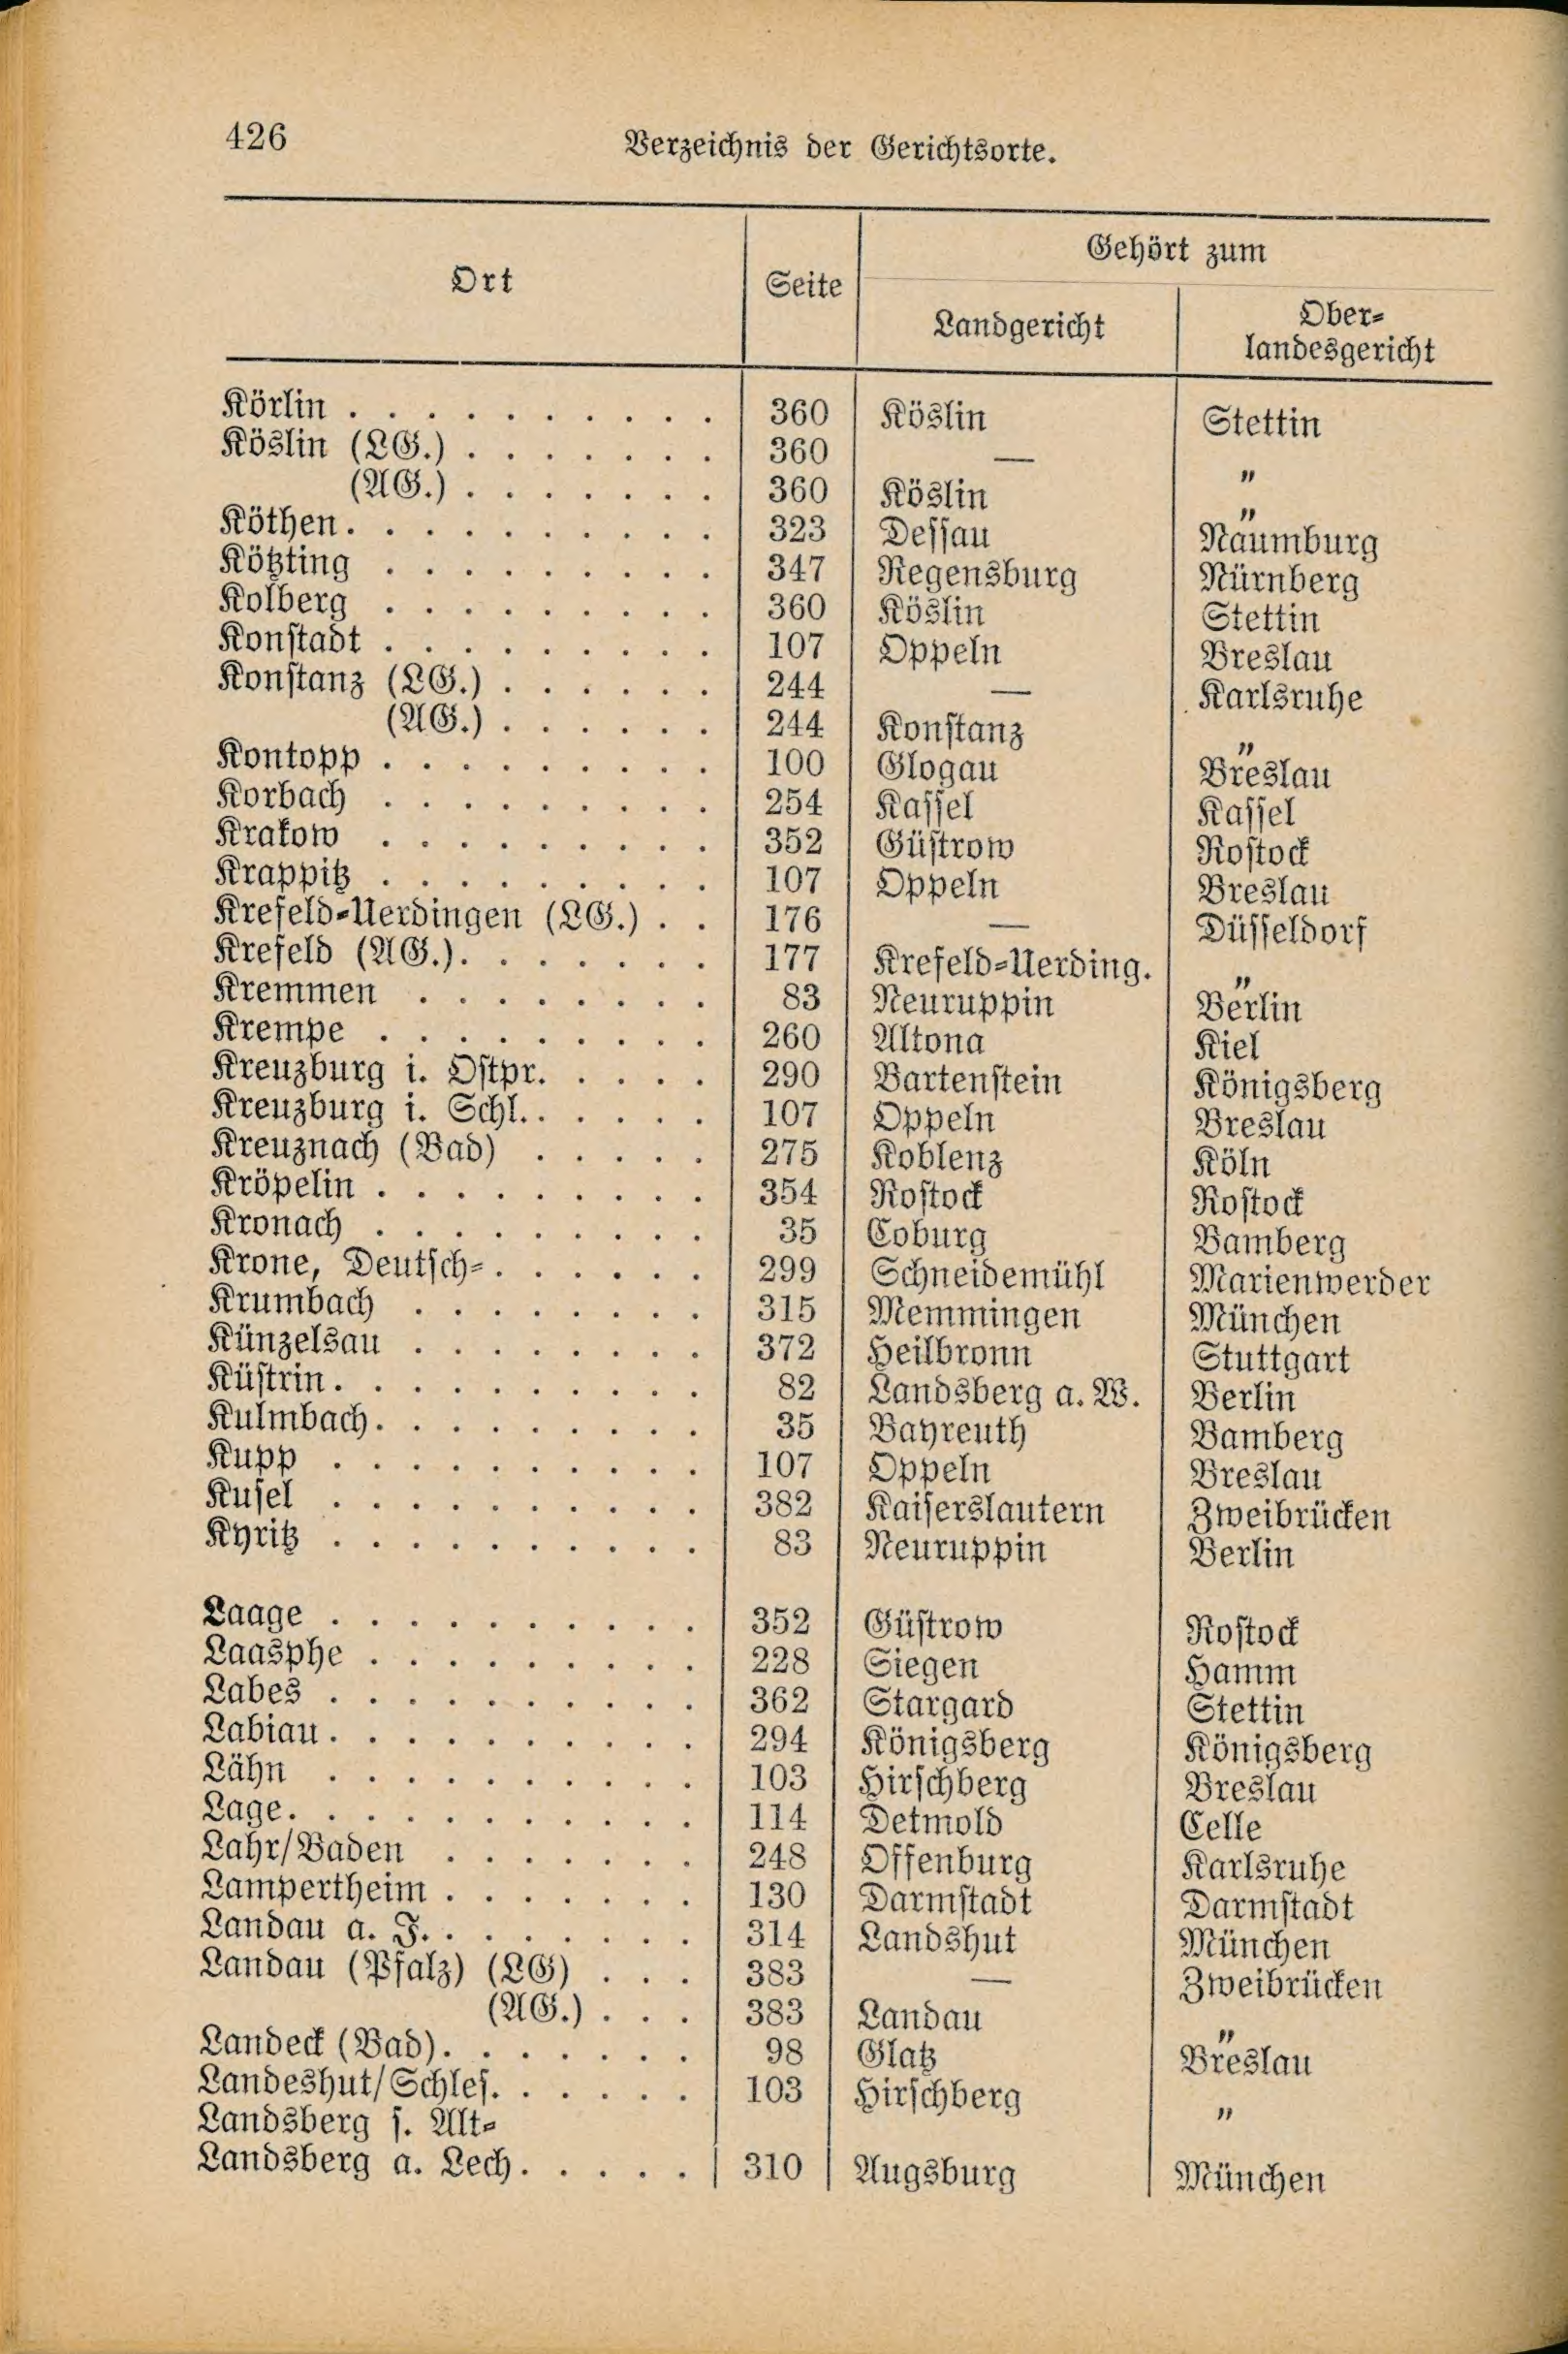 426
Verzeichnis der Gerichtsorte.
Ort Seite Gehört zum
Landgericht Ober-
landesgericht
Körlin . . . . . . . . . . 360 Köslin Stettin
Köslin (LG.) . . . . . . . 360 — "
(AG.) . . . . . . . 360 Köslin "
Köthen. . . . . . . . . . 323 Dessau Naumburg
Kötzting . . . . . . . . . 347 Regensburg Nürnberg
Kolberg . . . . . . . . . 360 Köslin Stettin
Konstadt . . . . . . . . . 107 Oppeln Breslau
Konstanz (LG.) . . . . . . 244 — Karlsruhe
(AG.) . . . . . . 244 Konstanz "
Kontopp . . . . . . . . . 100 Glogau Breslau
Korbach . . . . . . . . . 254 Kassel Kassel
Krakow . . . . . . . . . 352 Güstrow Rostock
Krappitz . . . . . . . . . 107 Oppeln Breslau
Krefeld-Uerdingen (LG.) . . 176 — Düsseldorf
Krefeld (AG.). . . . . . . 177 Krefeld-Uerding. "
Kremmen . . . . . . . . 83 Neuruppin Berlin
Krempe . . . . . . . . . 260 Altona Kiel
Kreuzburg i. Ostpr. . . . . 290 Bartenstein Königsberg
Kreuzburg i. Schl. . . . . . 107 Oppeln Breslau
Kreuznach (Bad) . . . . . 275 Koblenz Köln
Kröpelin . . . . . . . . . 354 Rostock Rostock
Kronach . . . . . . . . . 35 Coburg Bamberg
Krone, Deutsch- . . . . . . 299 Schneidemühl Marienwerder
Krumbach . . . . . . . . 315 Memmingen München
Künzelsau . . . . . . . . 372 Heilbronn Stuttgart
Küstrin. . . . . . . . . . 82 Landsberg a. W. Berlin
Kulmbach. . . . . . . . . 35 Bayreuth Bamberg
Kupp . . . . . . . . . . 107 Oppeln Breslau
Kusel . . . . . . . . . . 382 Kaiserslautern Zweibrücken
Kyritz . . . . . . . . . . 83 Neuruppin Berlin
Laage . . . . . . . . . . 352 Güstrow Rostock
Laasphe . . . . . . . . . 228 Siegen Hamm
Labes . . . . . . . . . . 362 Stargard Stettin
Labiau. . . . . . . . . . 294 Königsberg Königsberg
Lähn . . . . . . . . . . 103 Hirschberg Breslau
Lage. . . . . . . . . . . 114 Detmold Celle
Lahr/Baden . . . . . . . 248 Offenburg Karlsruhe
Lampertheim . . . . . . . 130 Darmstadt Darmstadt
Landau a. J. . . . . . . . 314 Landshut München
Landau (Pfalz) (LG) . . . 383 — Zweibrücken
(AG.) . . . 383 Landau "
Landeck (Bad). . . . . . . 98 Glatz Breslau
Landeshut/Schles. . . . . . 103 Hirschberg "
Landsberg s. Alt-
Landsberg a. Lech. . . . . 310 Augsburg München